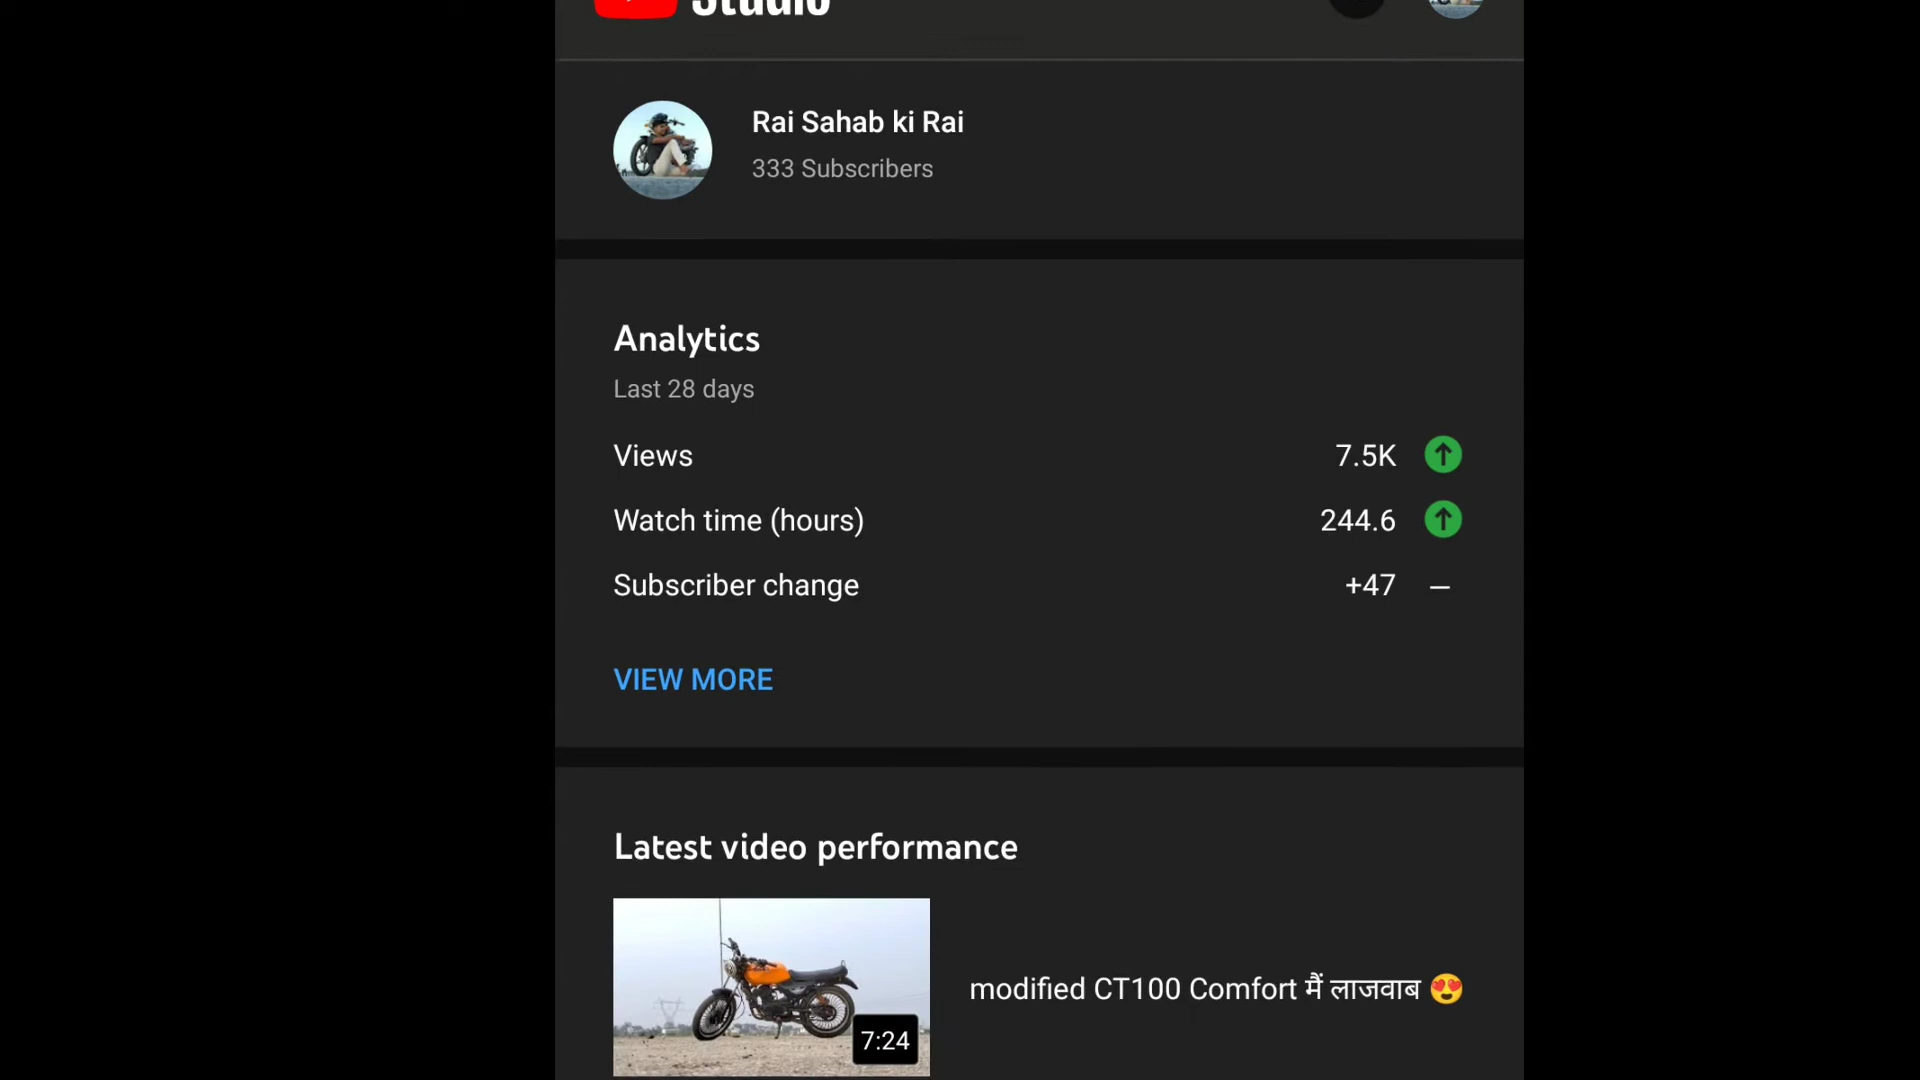 Studio
Rai Sahab ki Rai
333 Subscribers
Analytics
Last 28 days
Views 7.5K
Watch time (hours) 244.6
Subscriber change +47 –
VIEW MORE
Latest video performance
modified CT100 Comfort मैं लाजवाब 😍
7:24